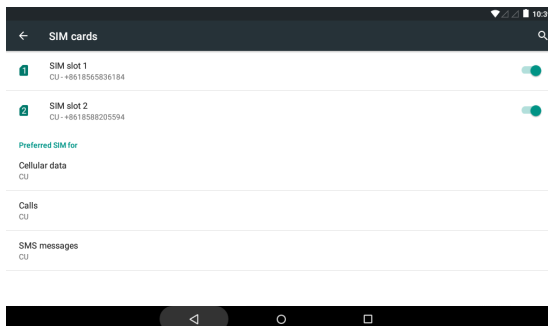 10:3
SIM cards
1
SIM slot 1
CU - +8618565836184
2
SIM slot 2
CU - +8618588205594
Preferred SIM for
Cellular data
CU
Calls
CU
SMS messages
CU